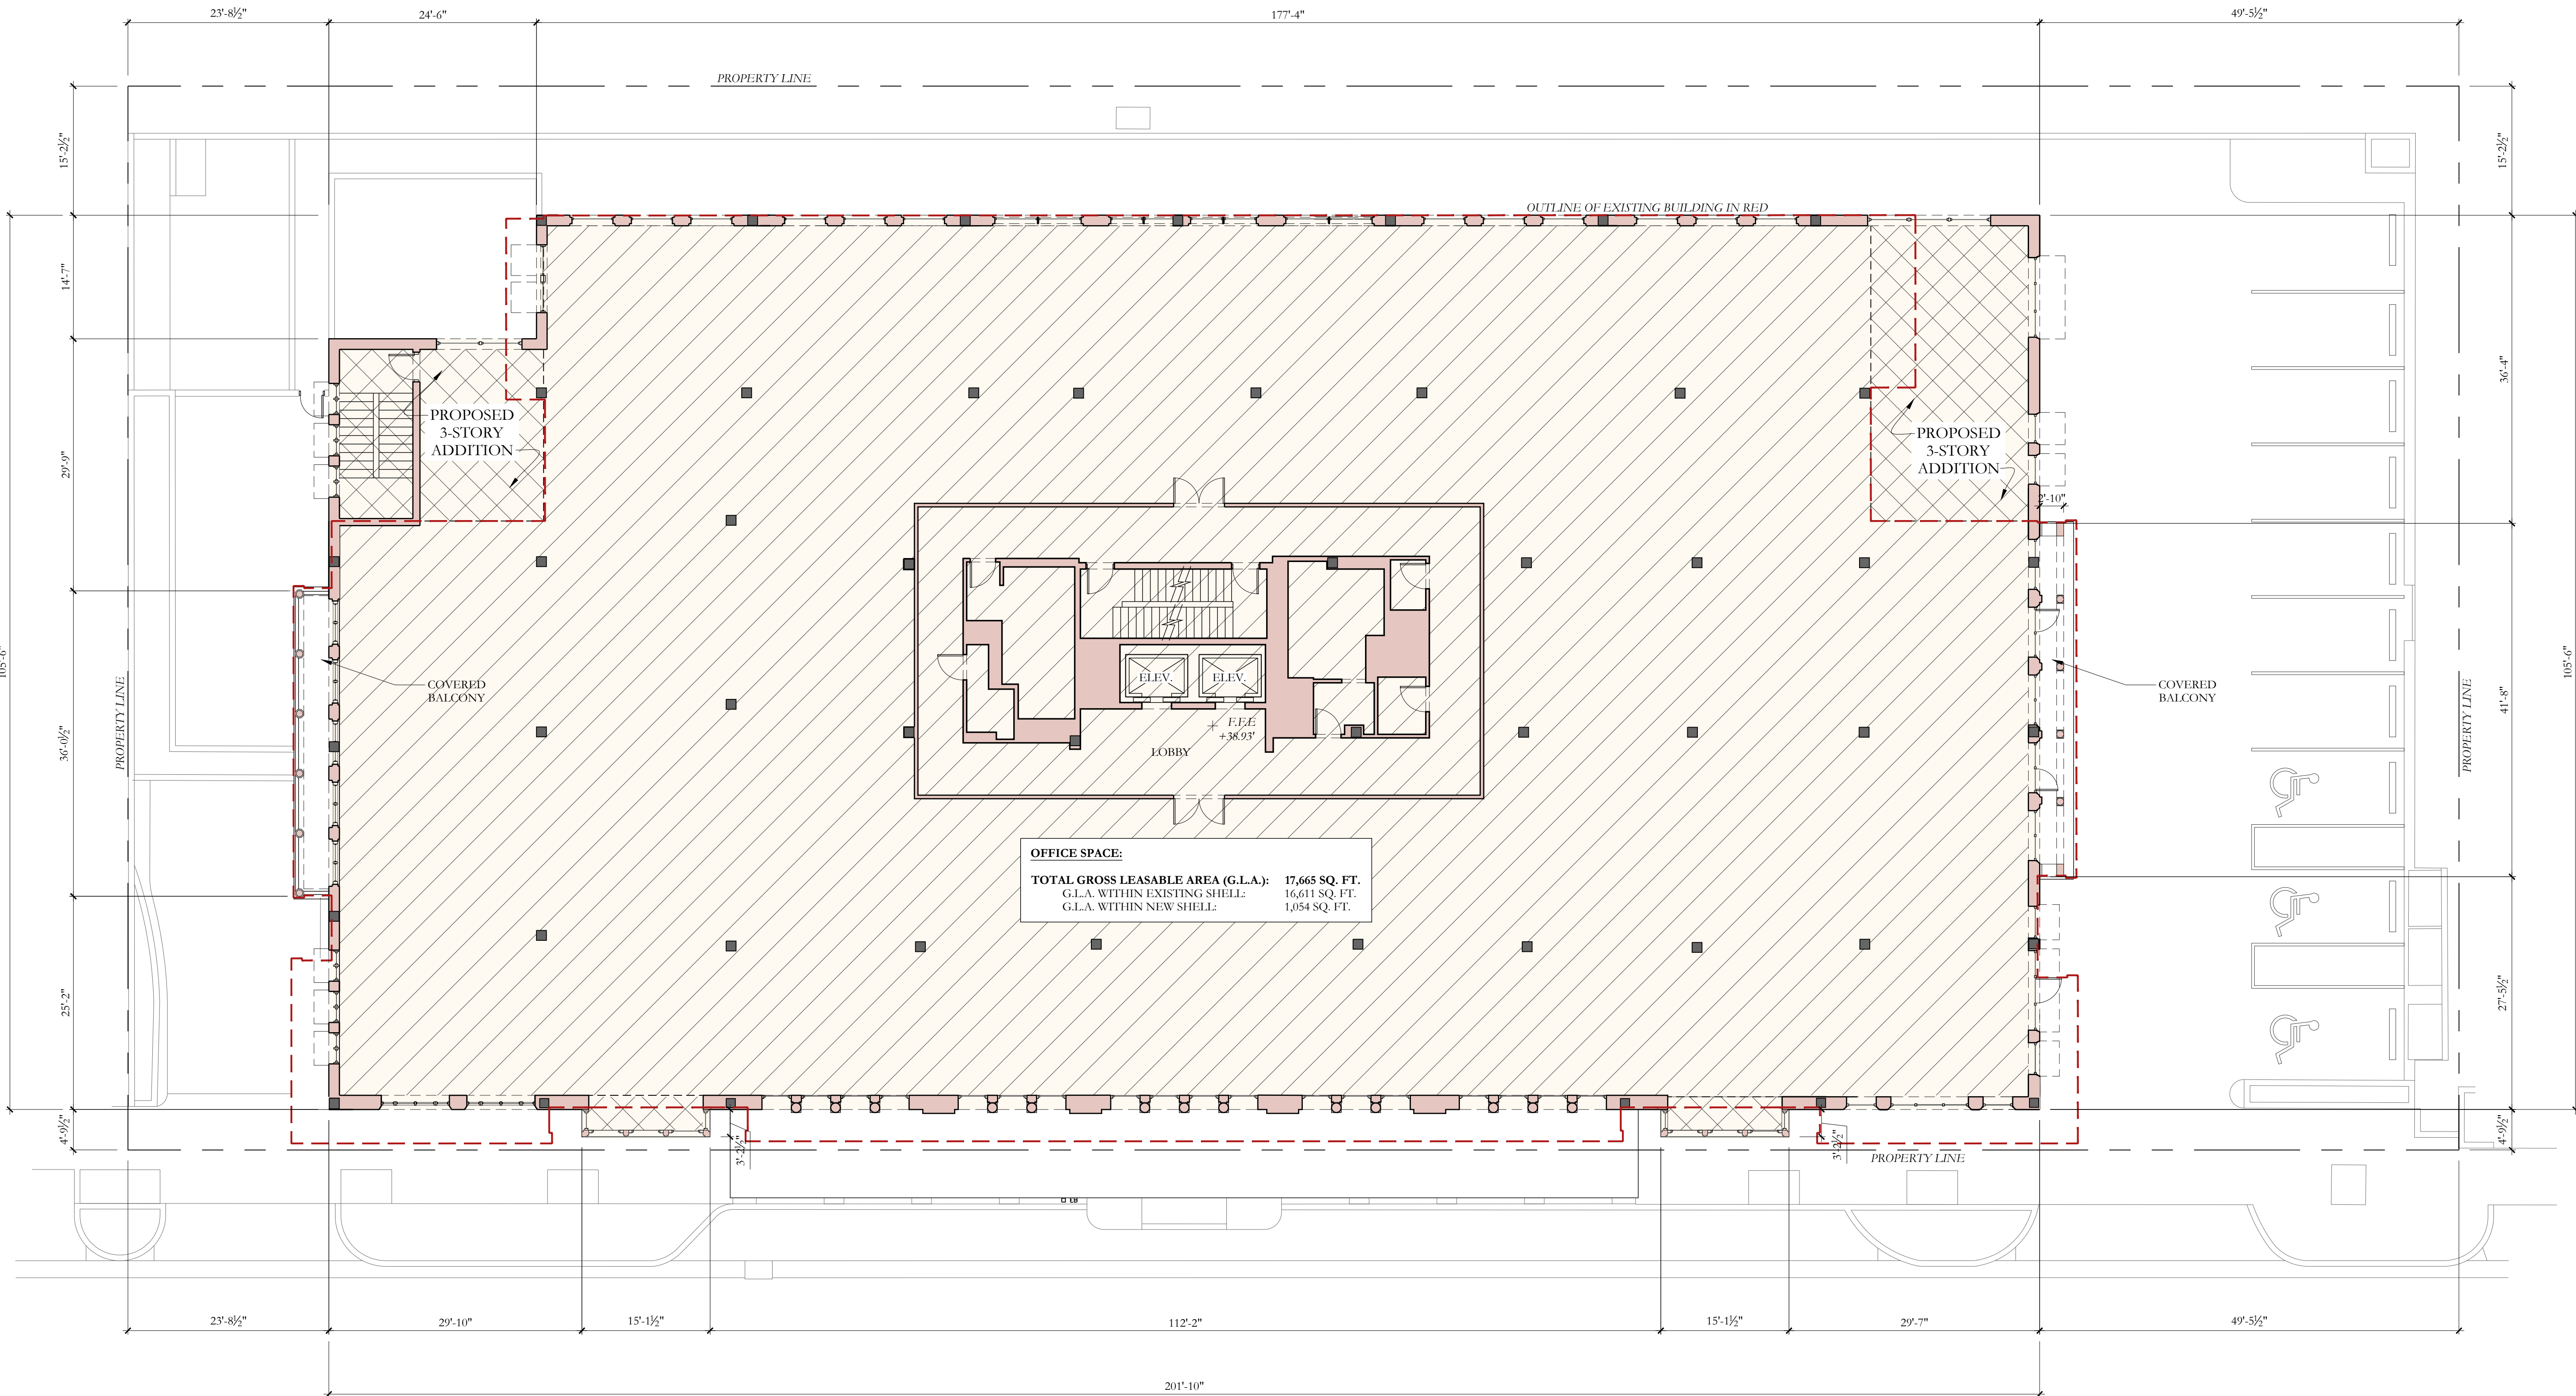 23'-8½"
24'-6"
177'-4"
49'-5½"
PROPERTY LINE
15'-2½"
15'-2½"
OUTLINE OF EXISTING BUILDING IN RED
14'-7"
36'-4"
PROPOSED
3-STORY
ADDITION
PROPOSED
3-STORY
ADDITION
29'-9"
2'-10"
105'-6"
105'-6"
PROPERTY LINE
COVERED
BALCONY
ELEV.
ELEV.
F.F.E
+38.93'
LOBBY
COVERED
BALCONY
PROPERTY LINE
36'-0½"
41'-8"
OFFICE SPACE:
TOTAL GROSS LEASABLE AREA (G.L.A.): 17,665 SQ. FT.
G.L.A. WITHIN EXISTING SHELL: 16,611 SQ. FT.
G.L.A. WITHIN NEW SHELL: 1,054 SQ. FT.
25'-2"
27'-5½"
4'-9½"
3'-2½"
3'-2½"
4'-9½"
PROPERTY LINE
23'-8½"
29'-10"
15'-1½"
112'-2"
15'-1½"
29'-7"
49'-5½"
201'-10"